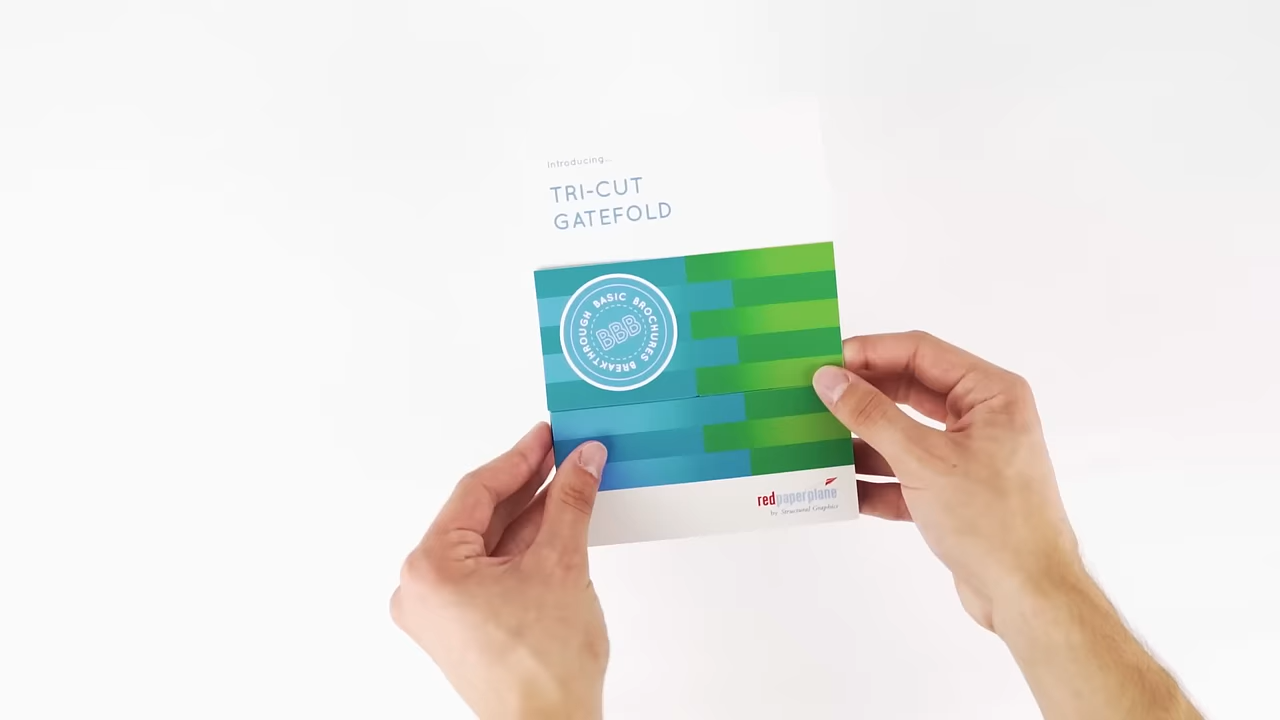 Introducing...
TRI-CUT
GATEFOLD
BREAKTHROUGH BASIC BROCHURES
BBB
redpaperplane
by Structural Graphics